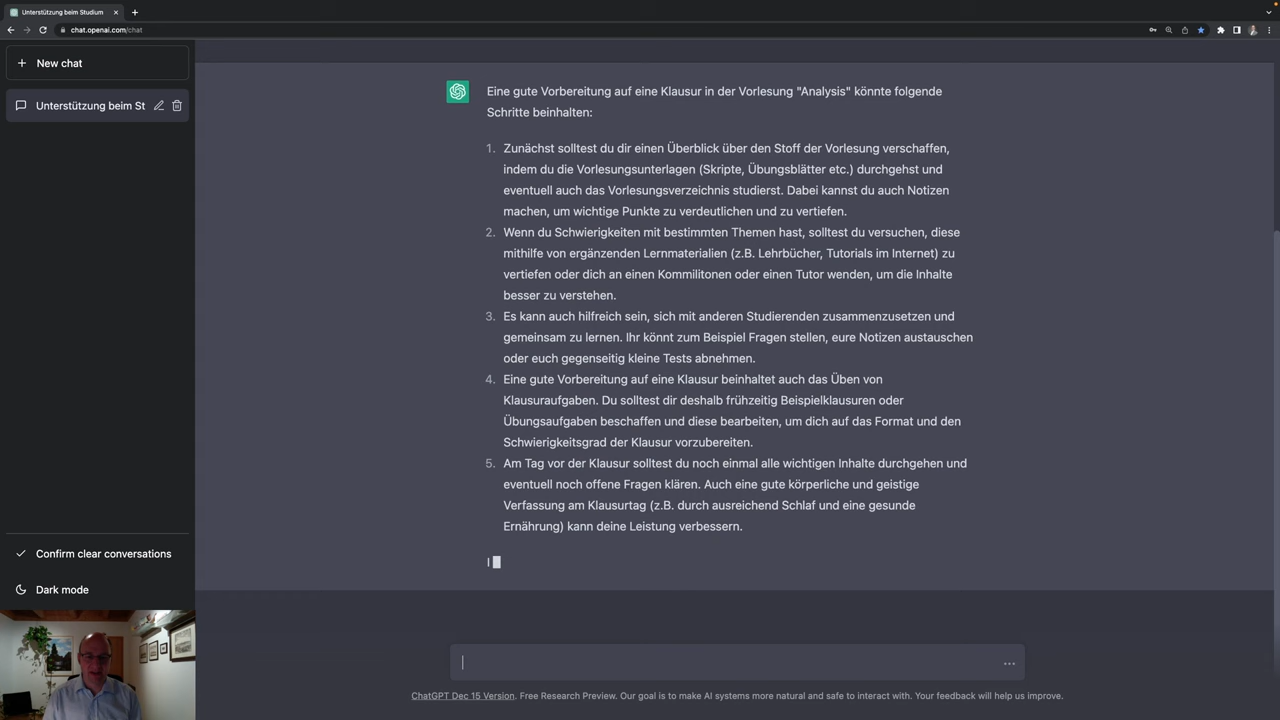 Unterstützung beim Studium
chat.openai.com/chat
New chat
Unterstützung beim St
Eine gute Vorbereitung auf eine Klausur in der Vorlesung "Analysis" könnte folgende
Schritte beinhalten:
1. Zunächst solltest du dir einen Überblick über den Stoff der Vorlesung verschaffen,
indem du die Vorlesungsunterlagen (Skripte, Übungsblätter etc.) durchgehst und
eventuell auch das Vorlesungsverzeichnis studierst. Dabei kannst du auch Notizen
machen, um wichtige Punkte zu verdeutlichen und zu vertiefen.
2. Wenn du Schwierigkeiten mit bestimmten Themen hast, solltest du versuchen, diese
mithilfe von ergänzenden Lernmaterialien (z.B. Lehrbücher, Tutorials im Internet) zu
vertiefen oder dich an einen Kommilitonen oder einen Tutor wenden, um die Inhalte
besser zu verstehen.
3. Es kann auch hilfreich sein, sich mit anderen Studierenden zusammenzusetzen und
gemeinsam zu lernen. Ihr könnt zum Beispiel Fragen stellen, eure Notizen austauschen
oder euch gegenseitig kleine Tests abnehmen.
4. Eine gute Vorbereitung auf eine Klausur beinhaltet auch das Üben von
Klausuraufgaben. Du solltest dir deshalb frühzeitig Beispielklausuren oder
Übungsaufgaben beschaffen und diese bearbeiten, um dich auf das Format und den
Schwierigkeitsgrad der Klausur vorzubereiten.
5. Am Tag vor der Klausur solltest du noch einmal alle wichtigen Inhalte durchgehen und
eventuell noch offene Fragen klären. Auch eine gute körperliche und geistige
Verfassung am Klausurtag (z.B. durch ausreichend Schlaf und eine gesunde
Ernährung) kann deine Leistung verbessern.
I
Confirm clear conversations
Dark mode
ChatGPT Dec 15 Version. Free Research Preview. Our goal is to make AI systems more natural and safe to interact with. Your feedback will help us improve.